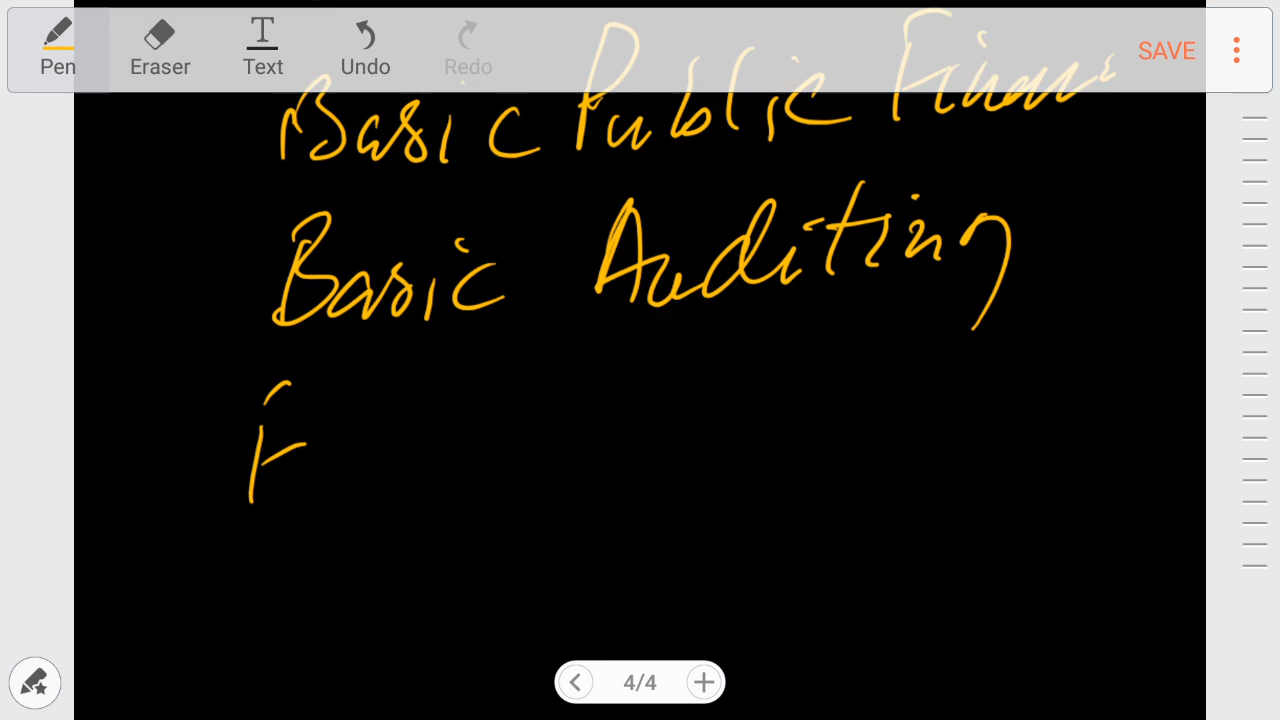 Pen Eraser Text Undo Redo SAVE
Basic Public
Basic Auditing
F
4/4